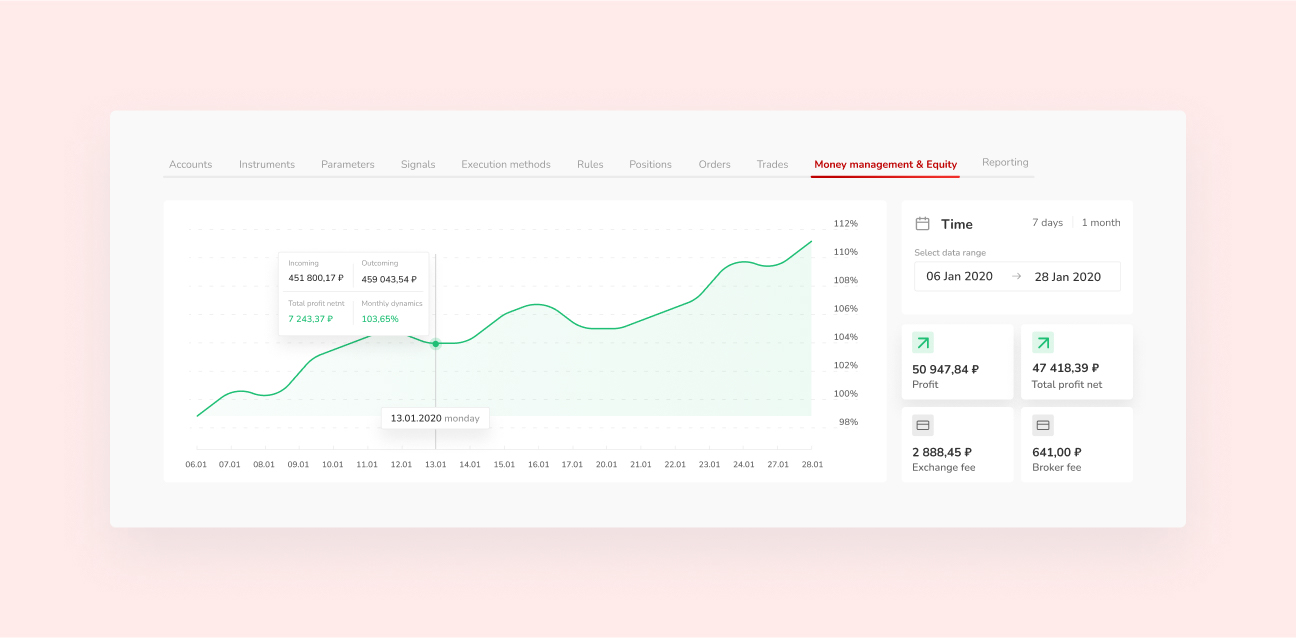 Accounts Instruments Parameters Signals Execution methods Rules Positions Orders Trades Money management & Equity Reporting
112%
110%
108%
106%
104%
102%
100%
98%
Incoming Outcoming
451 800,17 ₽ 459 043,54 ₽
Total profit netnt Monthly dynamics
7 243,37 ₽ 103,65%
13.01.2020 monday
06.01 07.01 08.01 09.01 10.01 11.01 12.01 13.01 14.01 15.01 16.01 17.01 20.01 21.01 22.01 23.01 24.01 27.01 28.01
Time 7 days 1 month
Select data range
06 Jan 2020 → 28 Jan 2020
50 947,84 ₽
Profit
47 418,39 ₽
Total profit net
2 888,45 ₽
Exchange fee
641,00 ₽
Broker fee